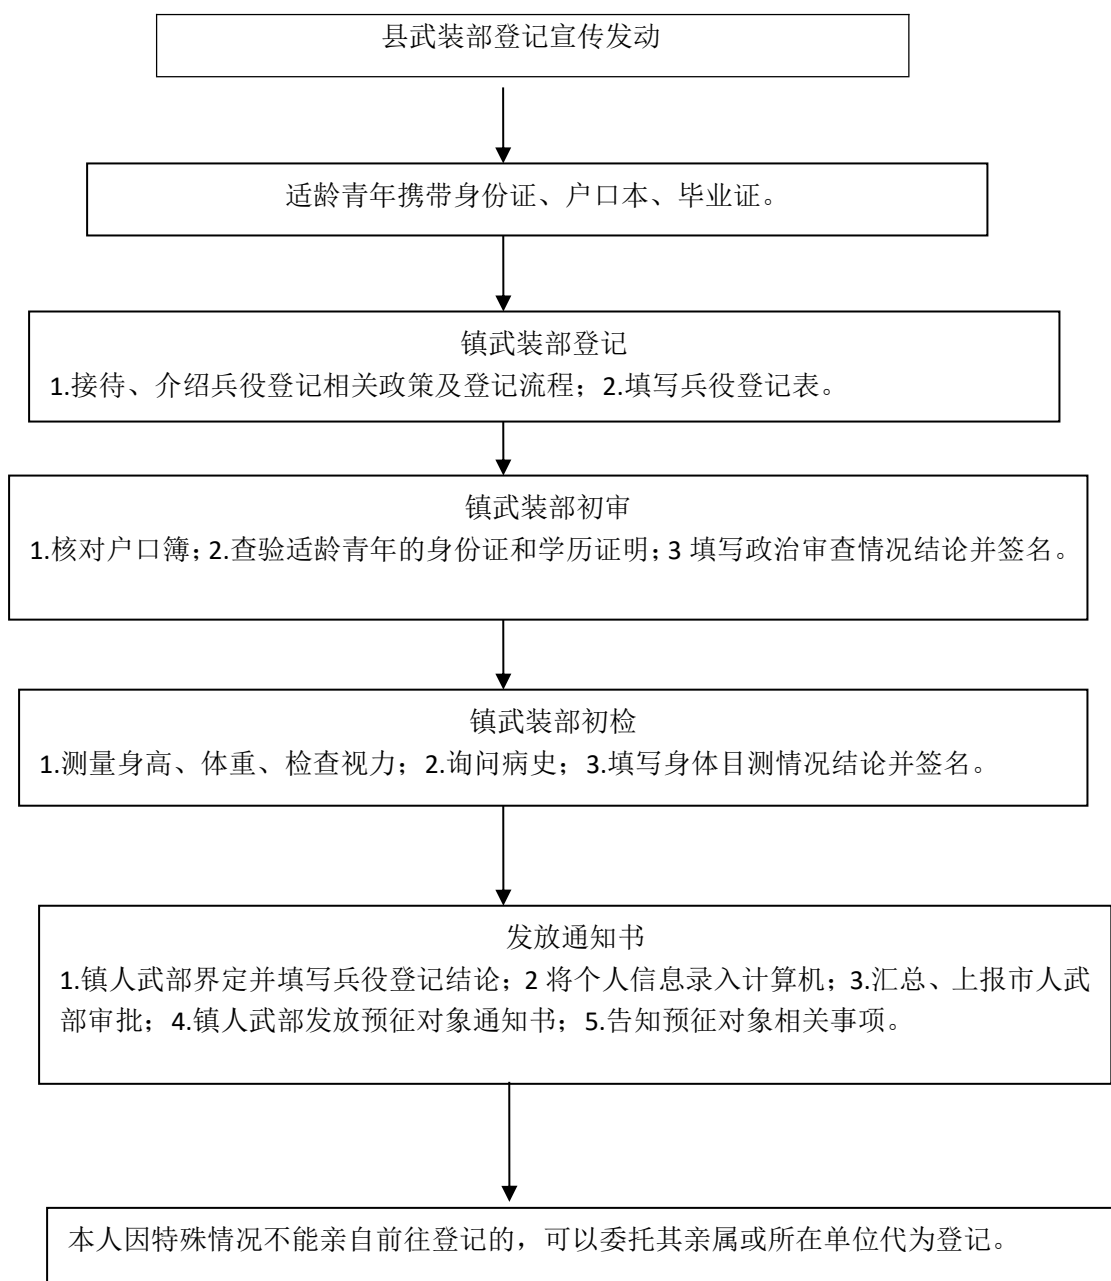 县武装部登记宣传发动
适龄青年携带身份证、户口本、毕业证。
镇武装部登记
1.接待、介绍兵役登记相关政策及登记流程；2.填写兵役登记表。
镇武装部初审
1.核对户口簿；2.查验适龄青年的身份证和学历证明；3 填写政治审查情况结论并签名。
镇武装部初检
1.测量身高、体重、检查视力；2.询问病史；3.填写身体目测情况结论并签名。
发放通知书
1.镇人武部界定并填写兵役登记结论；2 将个人信息录入计算机；3.汇总、上报市人武
部审批；4.镇人武部发放预征对象通知书；5.告知预征对象相关事项。
本人因特殊情况不能亲自前往登记的，可以委托其亲属或所在单位代为登记。